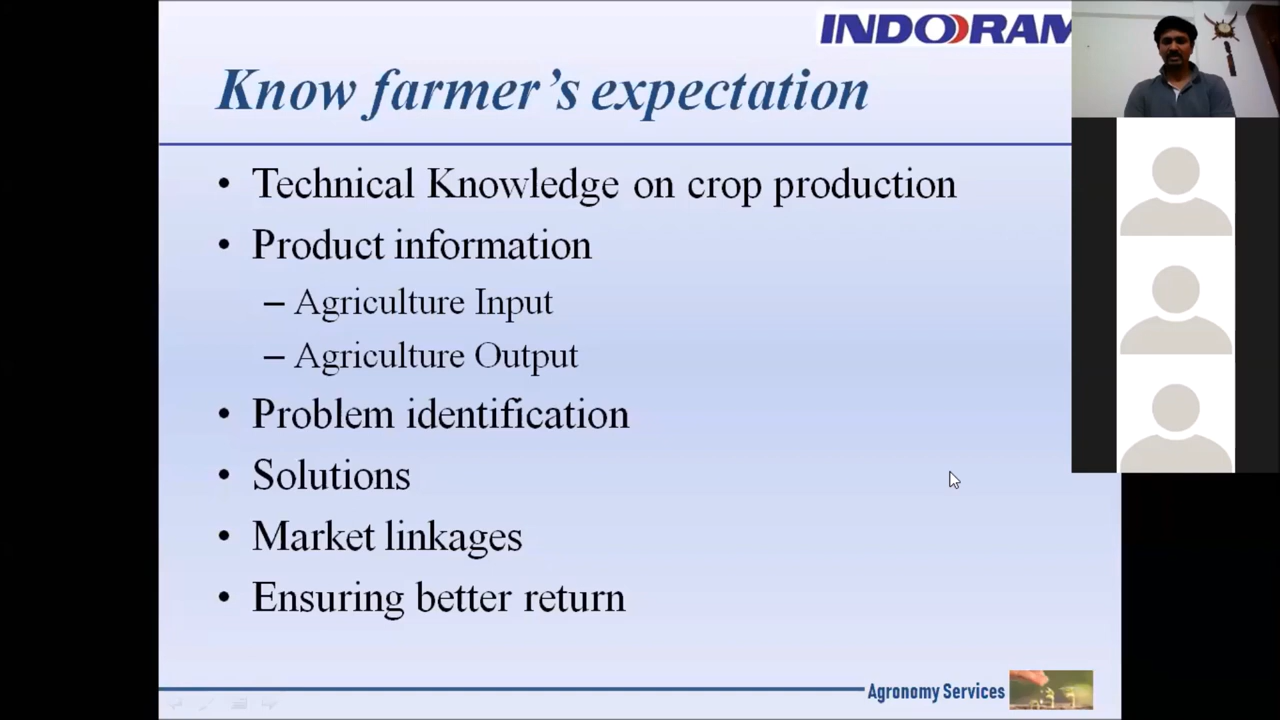 INDORAM
Know farmer's expectation
• Technical Knowledge on crop production
• Product information
– Agriculture Input
– Agriculture Output
• Problem identification
• Solutions
• Market linkages
• Ensuring better return
Agronomy Services